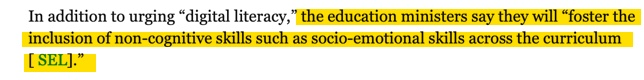 In addition to urging “digital literacy,” the education ministers say they will “foster the
inclusion of non-cognitive skills such as socio-emotional skills across the curriculum
[ SEL].”